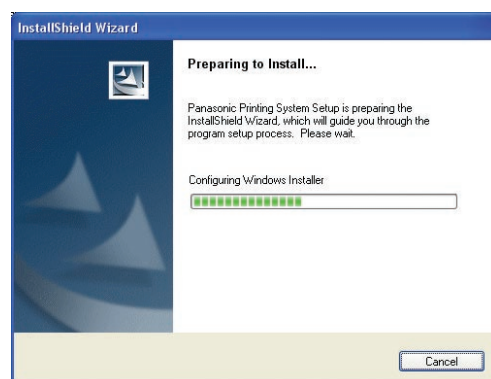 InstallShield Wizard
Preparing to Install...
Panasonic Printing System Setup is preparing the
InstallShield Wizard, which will guide you through the
program setup process. Please wait.
Configuring Windows Installer
Cancel